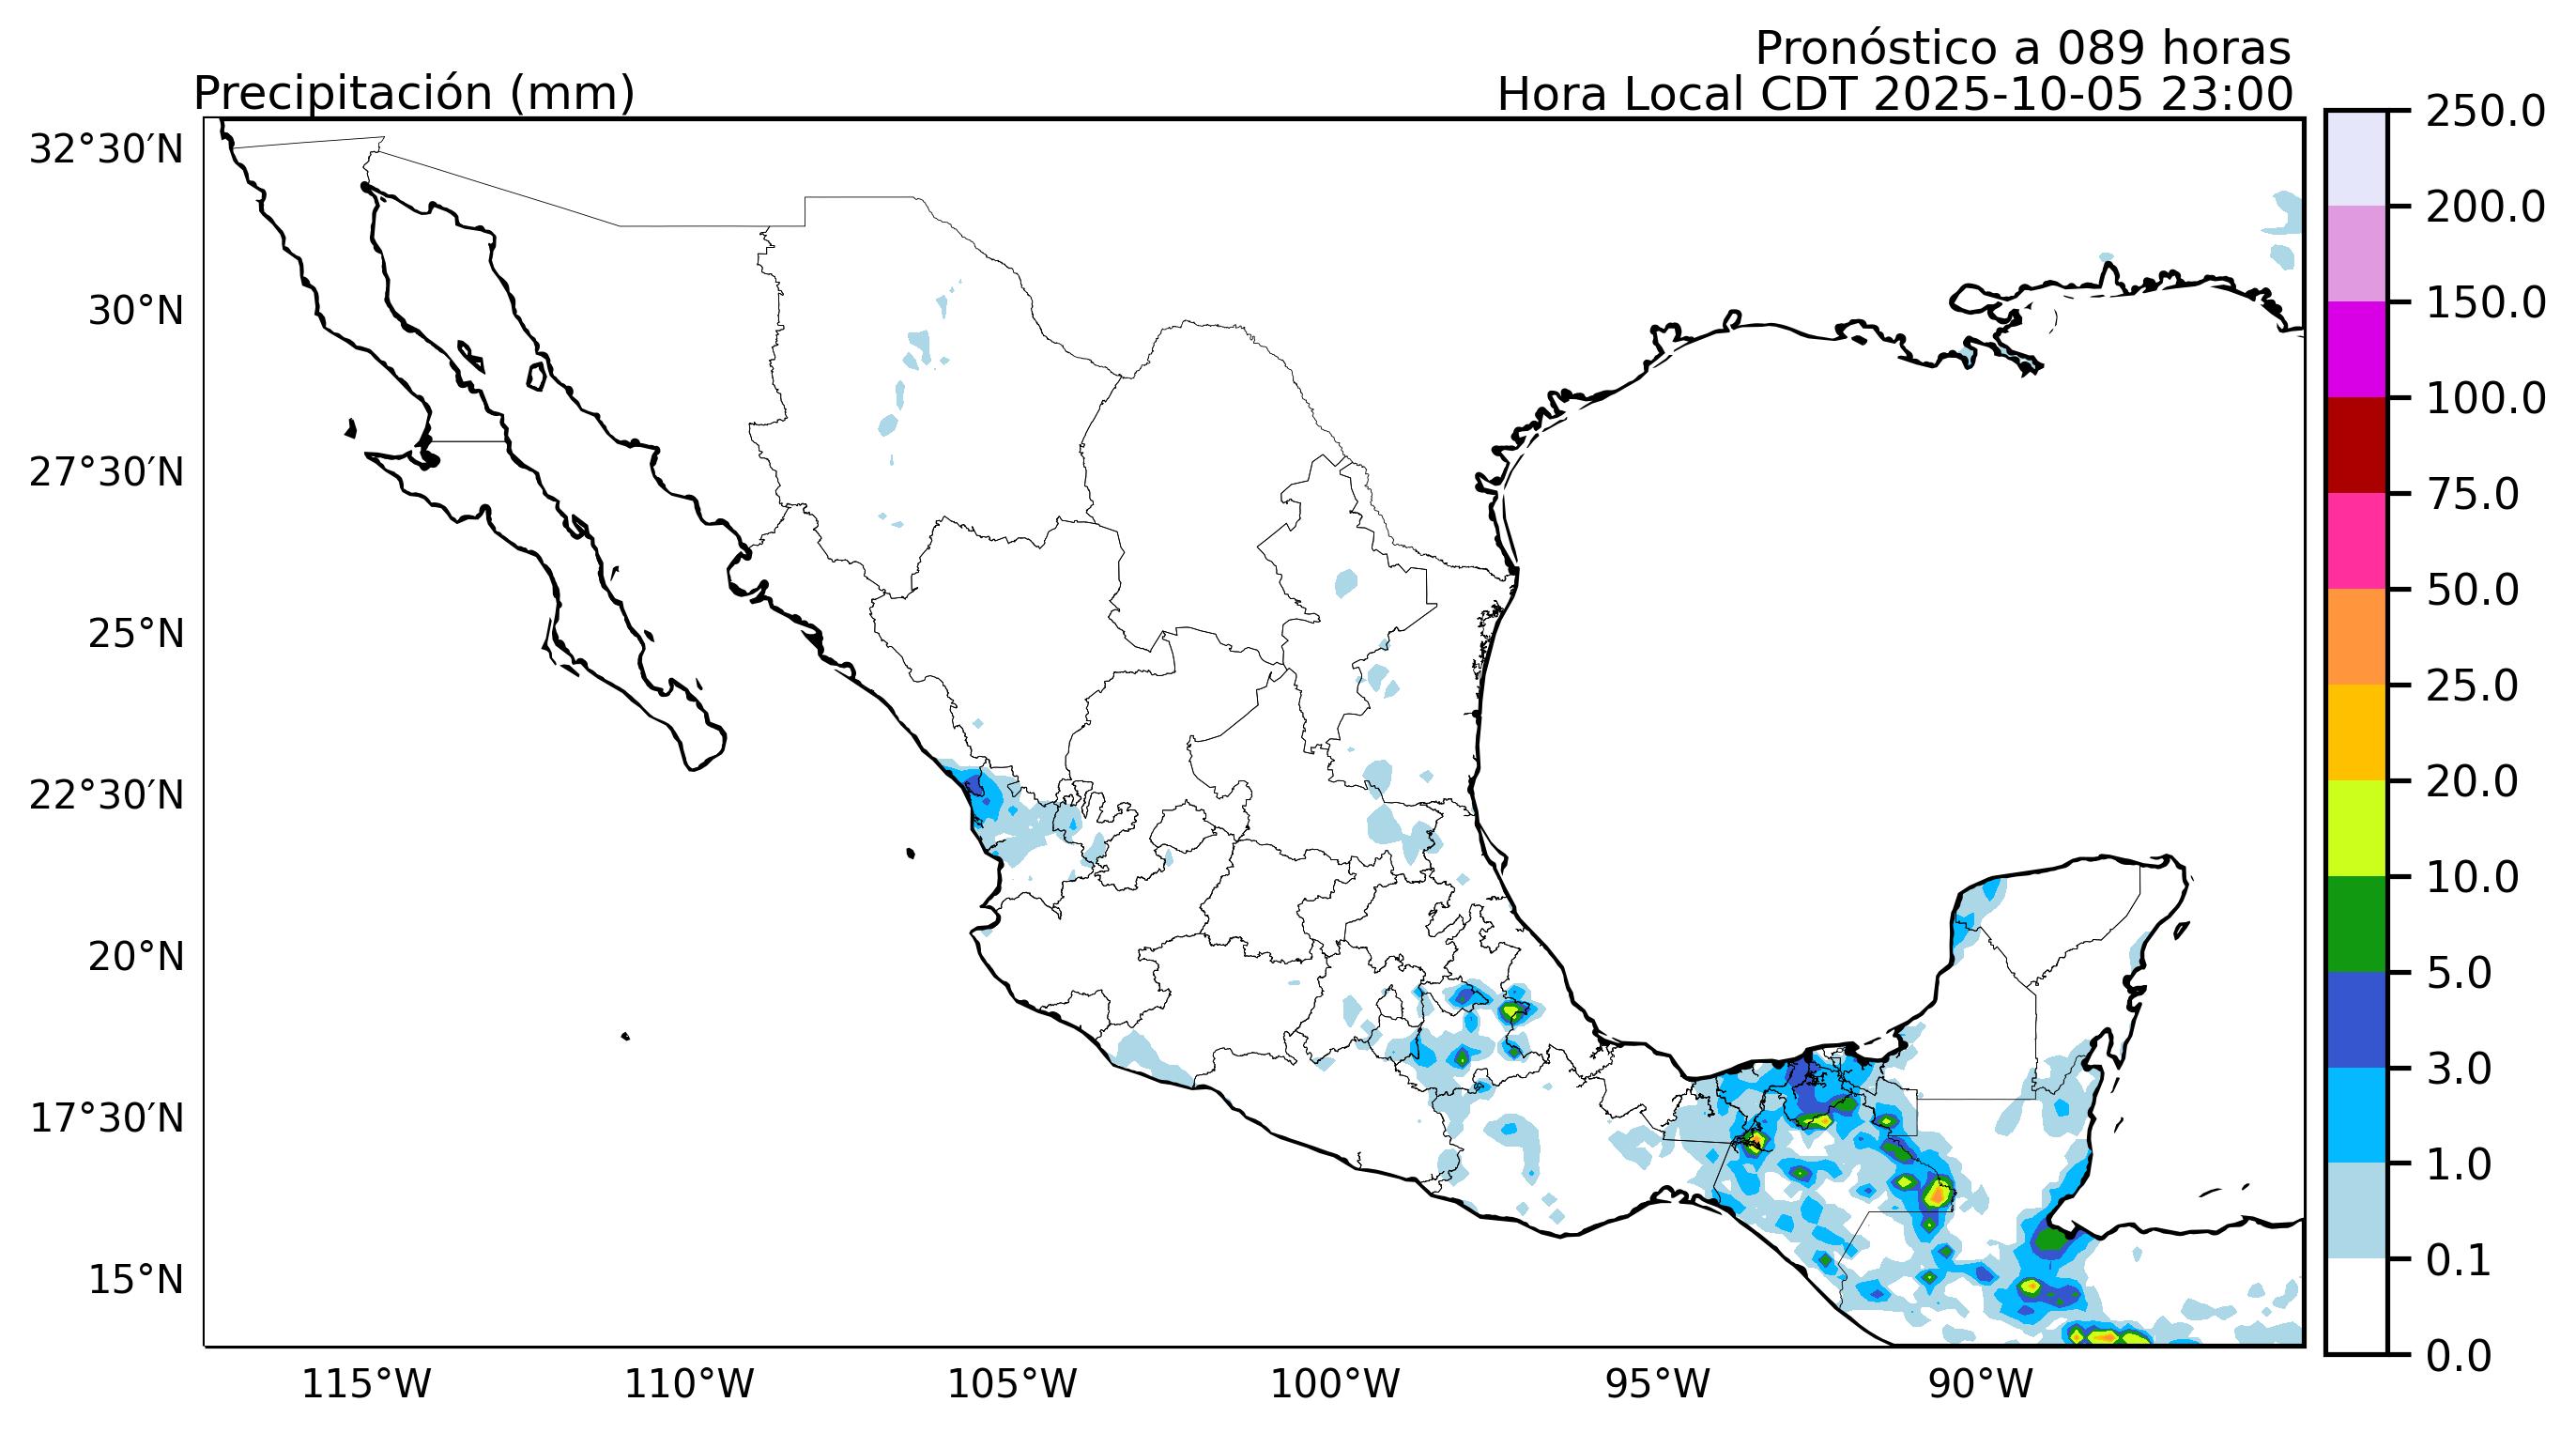 Pronóstico a 089 horas
Precipitación (mm)
Hora Local CDT 2025-10-05 23:00
32°30′N
30°N
27°30′N
25°N
22°30′N
20°N
17°30′N
15°N
115°W
110°W
105°W
100°W
95°W
90°W
250.0
200.0
150.0
100.0
75.0
50.0
25.0
20.0
10.0
5.0
3.0
1.0
0.1
0.0